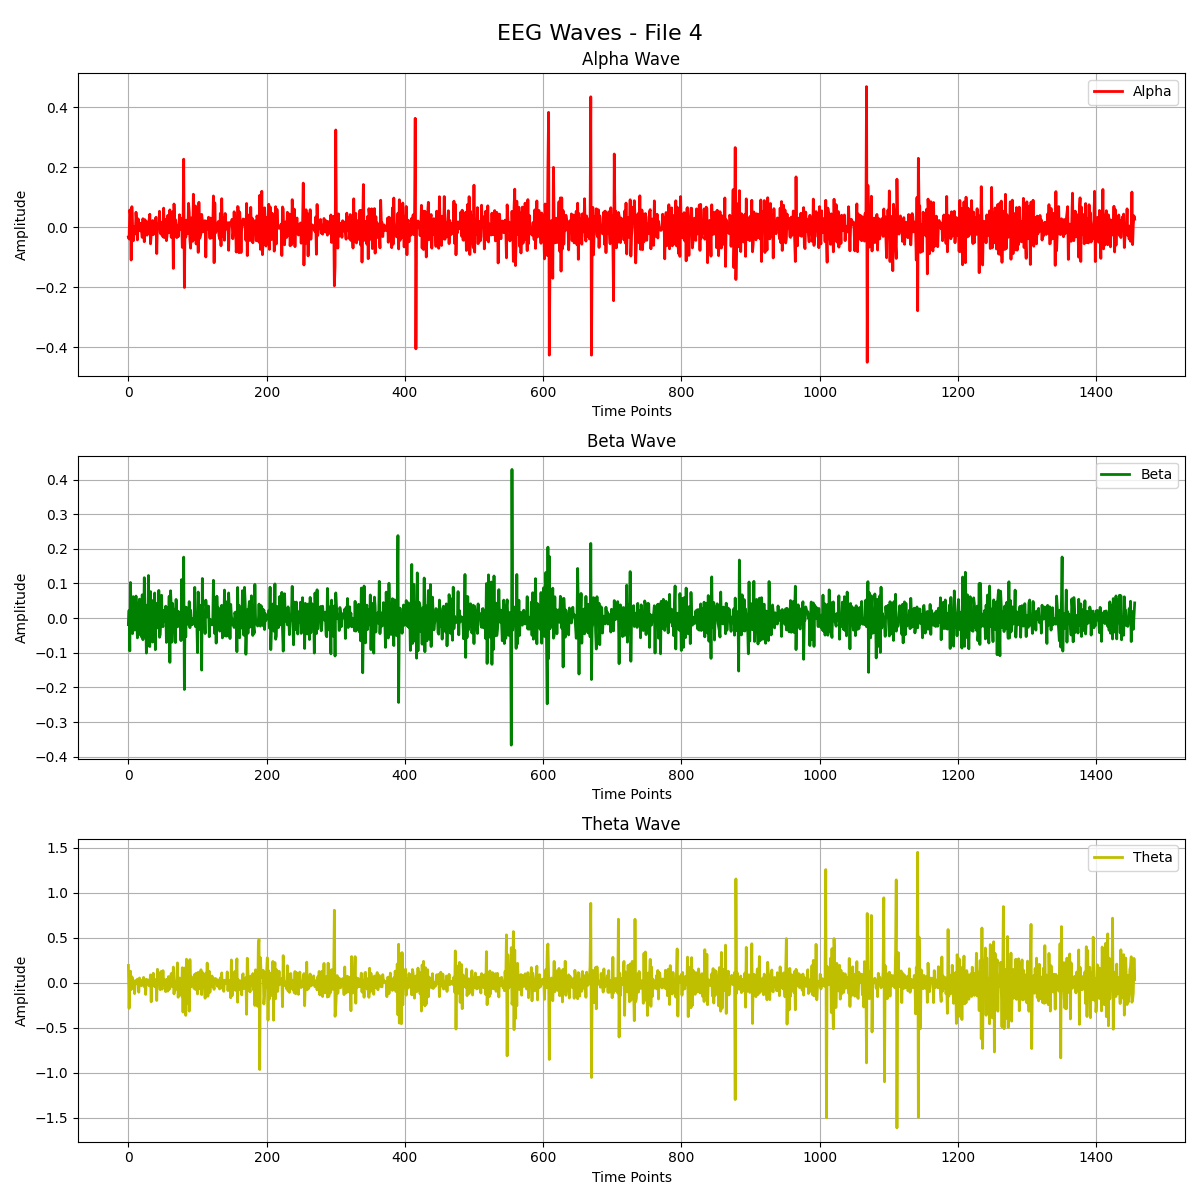 EEG Waves - File 4
Alpha Wave
Alpha
0.4
0.2
0.0
−0.2
−0.4
Amplitude
0 200 400 600 800 1000 1200 1400
Time Points
Beta Wave
Beta
0.4
0.3
0.2
0.1
0.0
−0.1
−0.2
−0.3
−0.4
Amplitude
0 200 400 600 800 1000 1200 1400
Time Points
Theta Wave
Theta
1.5
1.0
0.5
0.0
−0.5
−1.0
−1.5
Amplitude
0 200 400 600 800 1000 1200 1400
Time Points